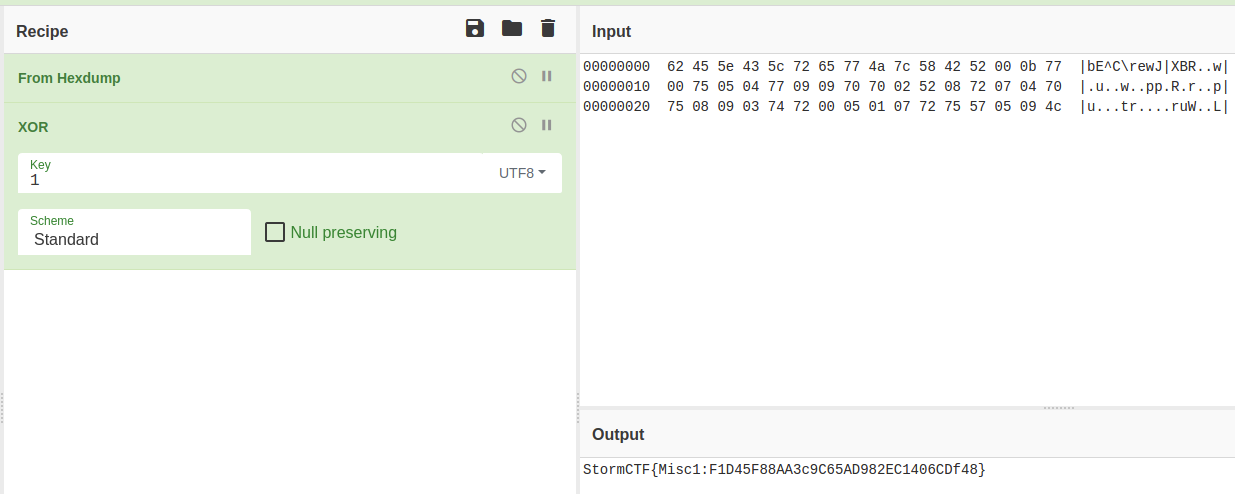 Recipe
From Hexdump
XOR
Key
1
UTF8
Scheme
Standard
Null preserving
Input
00000000  62 45 5e 43 5c 72 65 77 4a 7c 58 42 52 00 0b 77  |bE^C\rewJ|XBR..w|
00000010  00 75 05 04 77 09 09 70 70 02 52 08 72 07 04 70  |.u..w..pp.R.r..p|
00000020  75 08 09 03 74 72 00 05 01 07 72 75 57 05 09 4c  |u...tr....ruW..L|
Output
StormCTF{Misc1:F1D45F88AA3c9C65AD982EC1406CDf48}